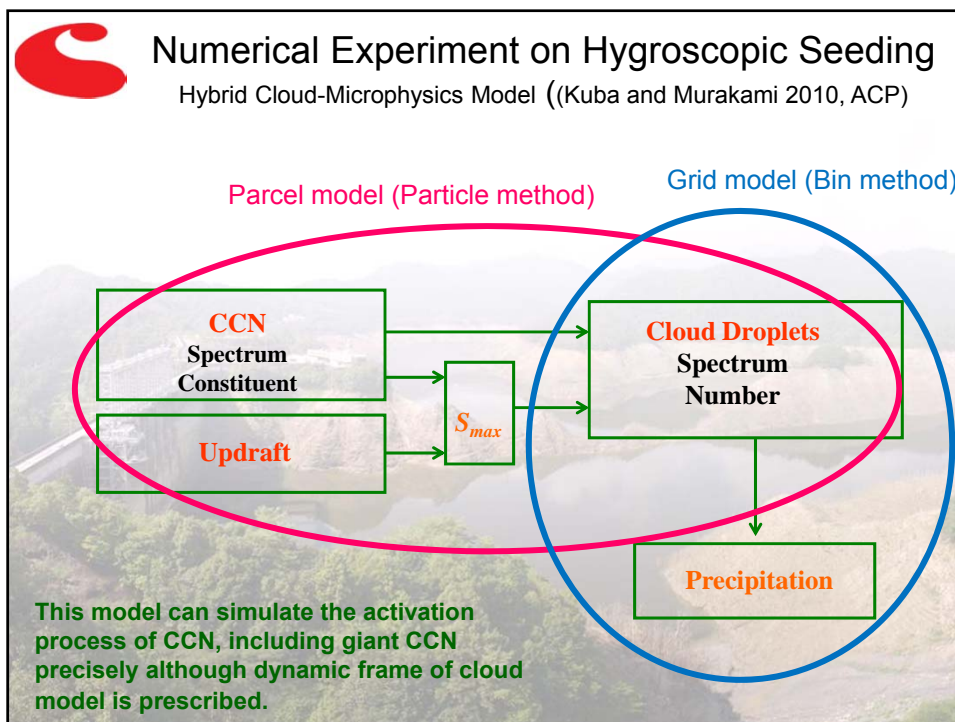 Numerical Experiment on Hygroscopic Seeding
Hybrid Cloud-Microphysics Model ((Kuba and Murakami 2010, ACP)
Grid model (Bin method)
Parcel model (Particle method)
CCN
Spectrum
Constituent
Updraft
Smax
Cloud Droplets
Spectrum
Number
Precipitation
This model can simulate the activation
process of CCN, including giant CCN
precisely although dynamic frame of cloud
model is prescribed.